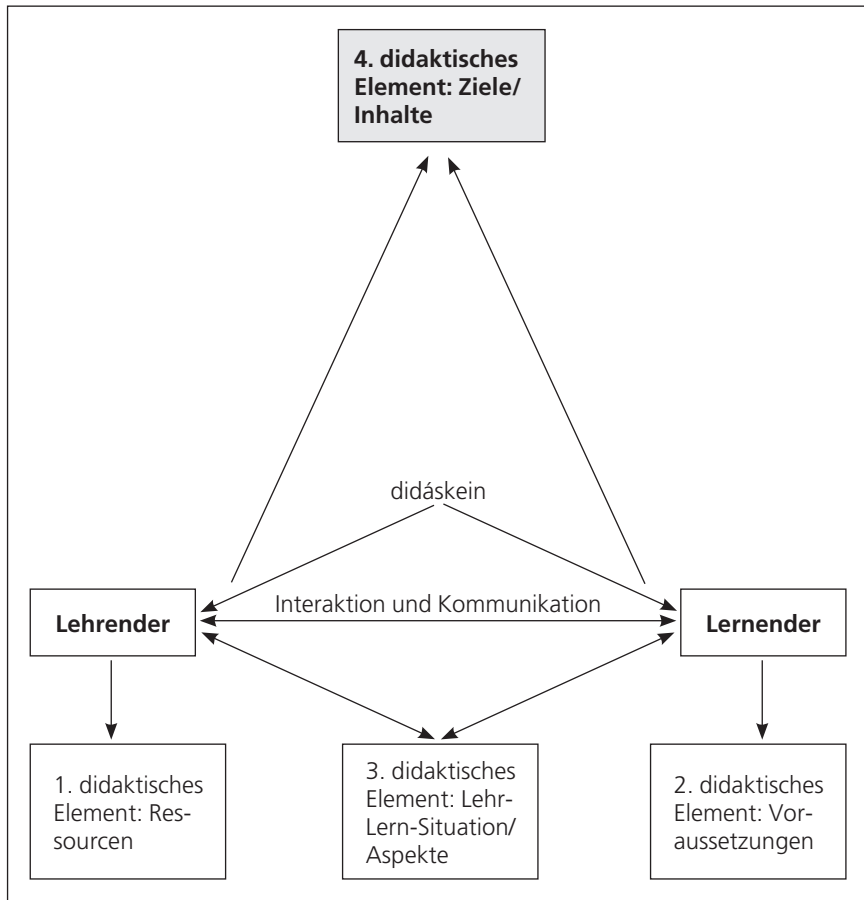 4. didaktisches
Element: Ziele/
Inhalte
didáskein
Interaktion und Kommunikation
Lehrender
Lernender
1. didaktisches
Element: Res-
sourcen
3. didaktisches
Element: Lehr-
Lern-Situation/
Aspekte
2. didaktisches
Element: Vor-
aussetzungen